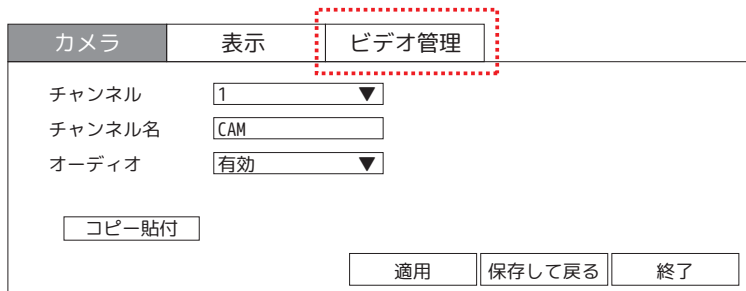 カメラ 表示 ビデオ管理
チャンネル 1 ▼
チャンネル名 CAM
オーディオ 有効 ▼
コピー貼付
適用 保存して戻る 終了